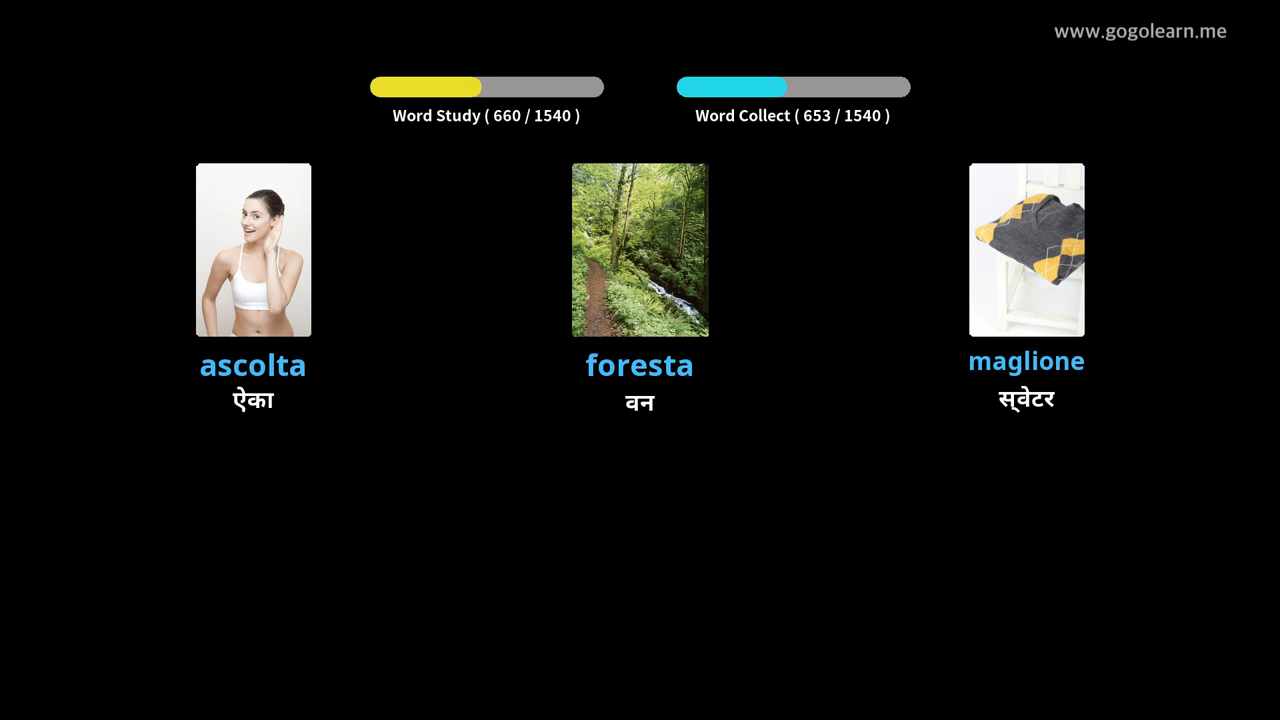 www.gogolearn.me
Word Study ( 660 / 1540 )
Word Collect ( 653 / 1540 )
ascolta
foresta
maglione
ऐका
वन
स्वेटर